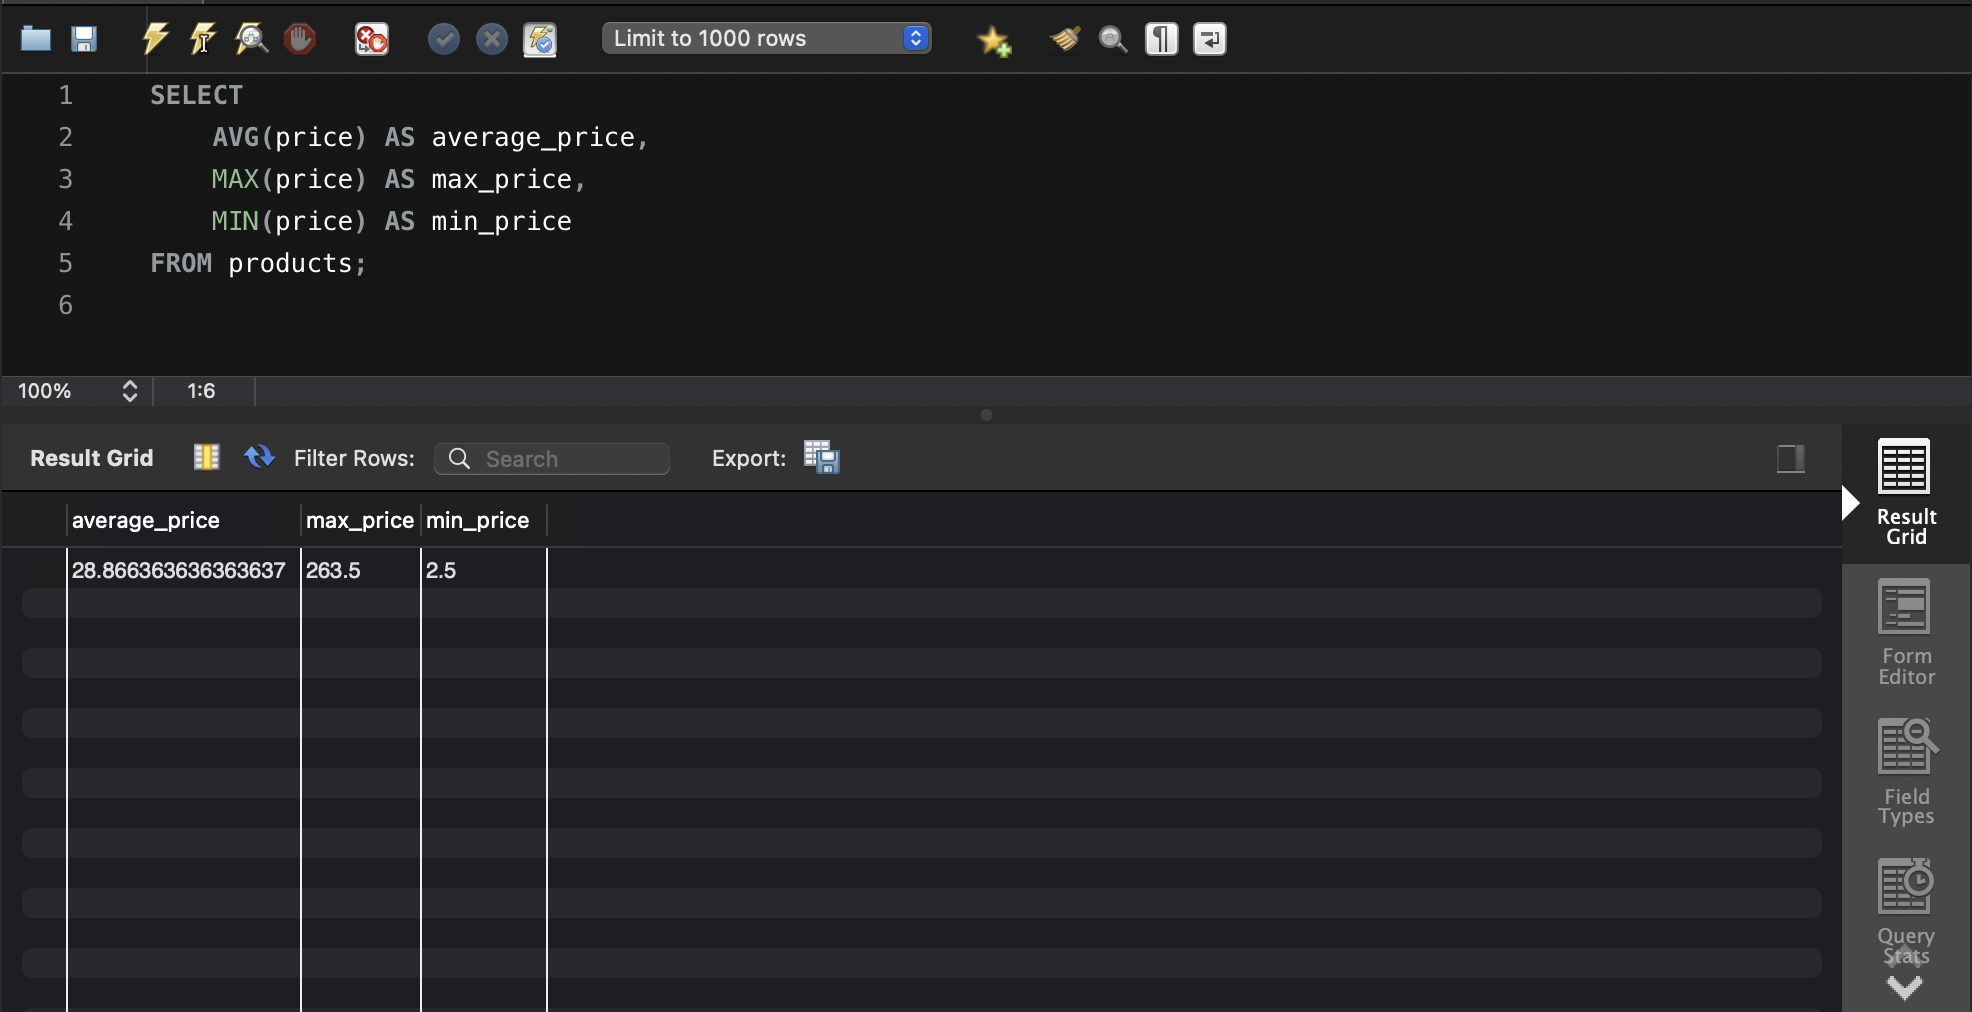 Limit to 1000 rows
1 SELECT
2 AVG(price) AS average_price,
3 MAX(price) AS max_price,
4 MIN(price) AS min_price
5 FROM products;
6
100% 1:6
Result Grid Filter Rows: Search Export:
average_price max_price min_price
28.866363636363637 263.5 2.5
Result
Grid
Form
Editor
Field
Types
Query
Stats